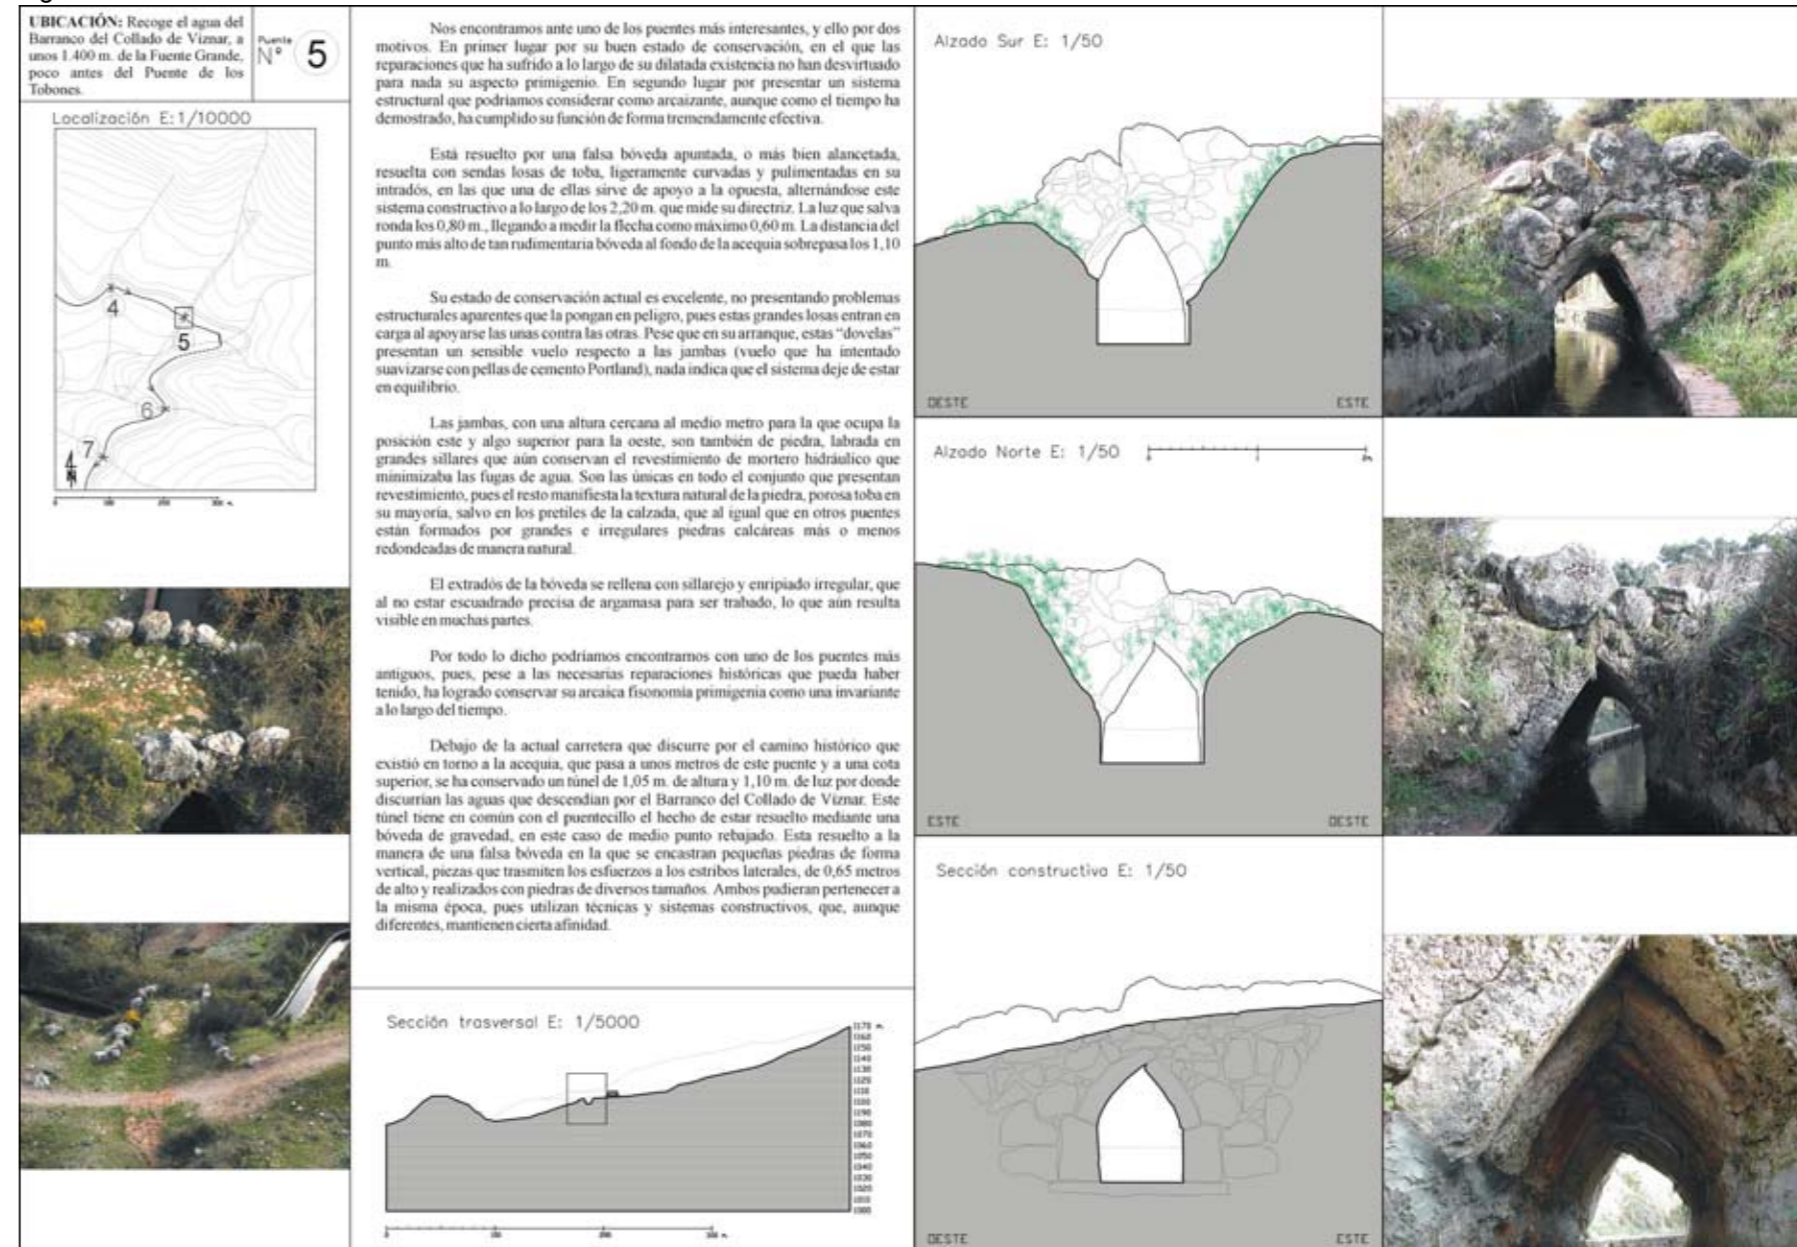 UBICACIÓN: Recoge el agua del
Barranco del Collado de Víznar, a
unos 1.400 m. de la Fuente Grande,
poco antes del Puente de los
Tobones.
Puente
Nº 5
Localización E: 1/10000
4
5
6
7
N
100
200
300 m.
Nos encontramos ante uno de los puentes más interesantes, y ello por dos
motivos. En primer lugar por su buen estado de conservación, en el que las
reparaciones que ha sufrido a lo largo de su dilatada existencia no han desvirtuado
para nada su aspecto primigenio. En segundo lugar por presentar un sistema
estructural que podríamos considerar como arcaizante, aunque como el tiempo ha
demostrado, ha cumplido su función de forma tremendamente efectiva.
Está resuelto por una falsa bóveda apuntada, o más bien alancetada,
resuelta con sendas losas de toba, ligeramente curvadas y pulimentadas en su
intradós, en las que una de ellas sirve de apoyo a la opuesta, alternándose este
sistema constructivo a lo largo de los 2,20 m. que mide su directriz. La luz que salva
ronda los 0,80 m., llegando a medir la flecha como máximo 0,60 m. La distancia del
punto más alto de tan rudimentaria bóveda al fondo de la acequia sobrepasa los 1,10
m.
Su estado de conservación actual es excelente, no presentando problemas
estructurales aparentes que la pongan en peligro, pues estas grandes losas entran en
carga al apoyarse las unas contra las otras. Pese que en su arranque, estas “dovelas”
presentan un sensible vuelo respecto a las jambas (vuelo que ha intentado
suavizarse con pellas de cemento Portland), nada indica que el sistema deje de estar
en equilibrio.
Las jambas, con una altura cercana al medio metro para la que ocupa la
posición este y algo superior para la oeste, son también de piedra, labrada en
grandes sillares que aún conservan el revestimiento de mortero hidráulico que
minimizaba las fugas de agua. Son las únicas en todo el conjunto que presentan
revestimiento, pues el resto manifiesta la textura natural de la piedra, porosa toba en
su mayoría, salvo en los pretiles de la calzada, que al igual que en otros puentes
están formados por grandes e irregulares piedras calcáreas más o menos
redondeadas de manera natural.
El extradós de la bóveda se rellena con sillarejo y enripiado irregular, que
al no estar escuadrado precisa de argamasa para ser trabado, lo que aún resulta
visible en muchas partes.
Por todo lo dicho podríamos encontrarnos con uno de los puentes más
antiguos, pues, pese a las necesarias reparaciones históricas que pueda haber
tenido, ha logrado conservar su arcaica fisonomía primigenia como una invariante
a lo largo del tiempo.
Debajo de la actual carretera que discurre por el camino histórico que
existió en torno a la acequia, que pasa a unos metros de este puente y a una cota
superior, se ha conservado un túnel de 1,05 m. de altura y 1,10 m. de luz por donde
discurrían las aguas que descendían por el Barranco del Collado de Víznar. Este
túnel tiene en común con el puentecillo el hecho de estar resuelto mediante una
bóveda de gravedad, en este caso de medio punto rebajado. Esta resuelto a la
manera de una falsa bóveda en la que se encastran pequeñas piedras de forma
vertical, piezas que trasmiten los esfuerzos a los estribos laterales, de 0,65 metros
de alto y realizados con piedras de diversos tamaños. Ambos pudieran pertenecer a
la misma época, pues utilizan técnicas y sistemas constructivos, que, aunque
diferentes, mantienen cierta afinidad.
Sección trasversal E: 1/5000
1170 m.
1160
1150
1140
1130
1120
1110
1100
1090
1080
1070
1060
1050
1040
1030
1020
1010
1000
0
100
200
300 m.
Alzado Sur E: 1/50
OESTE
ESTE
Alzado Norte E: 1/50
ESTE
OESTE
Sección constructiva E: 1/50
OESTE
ESTE